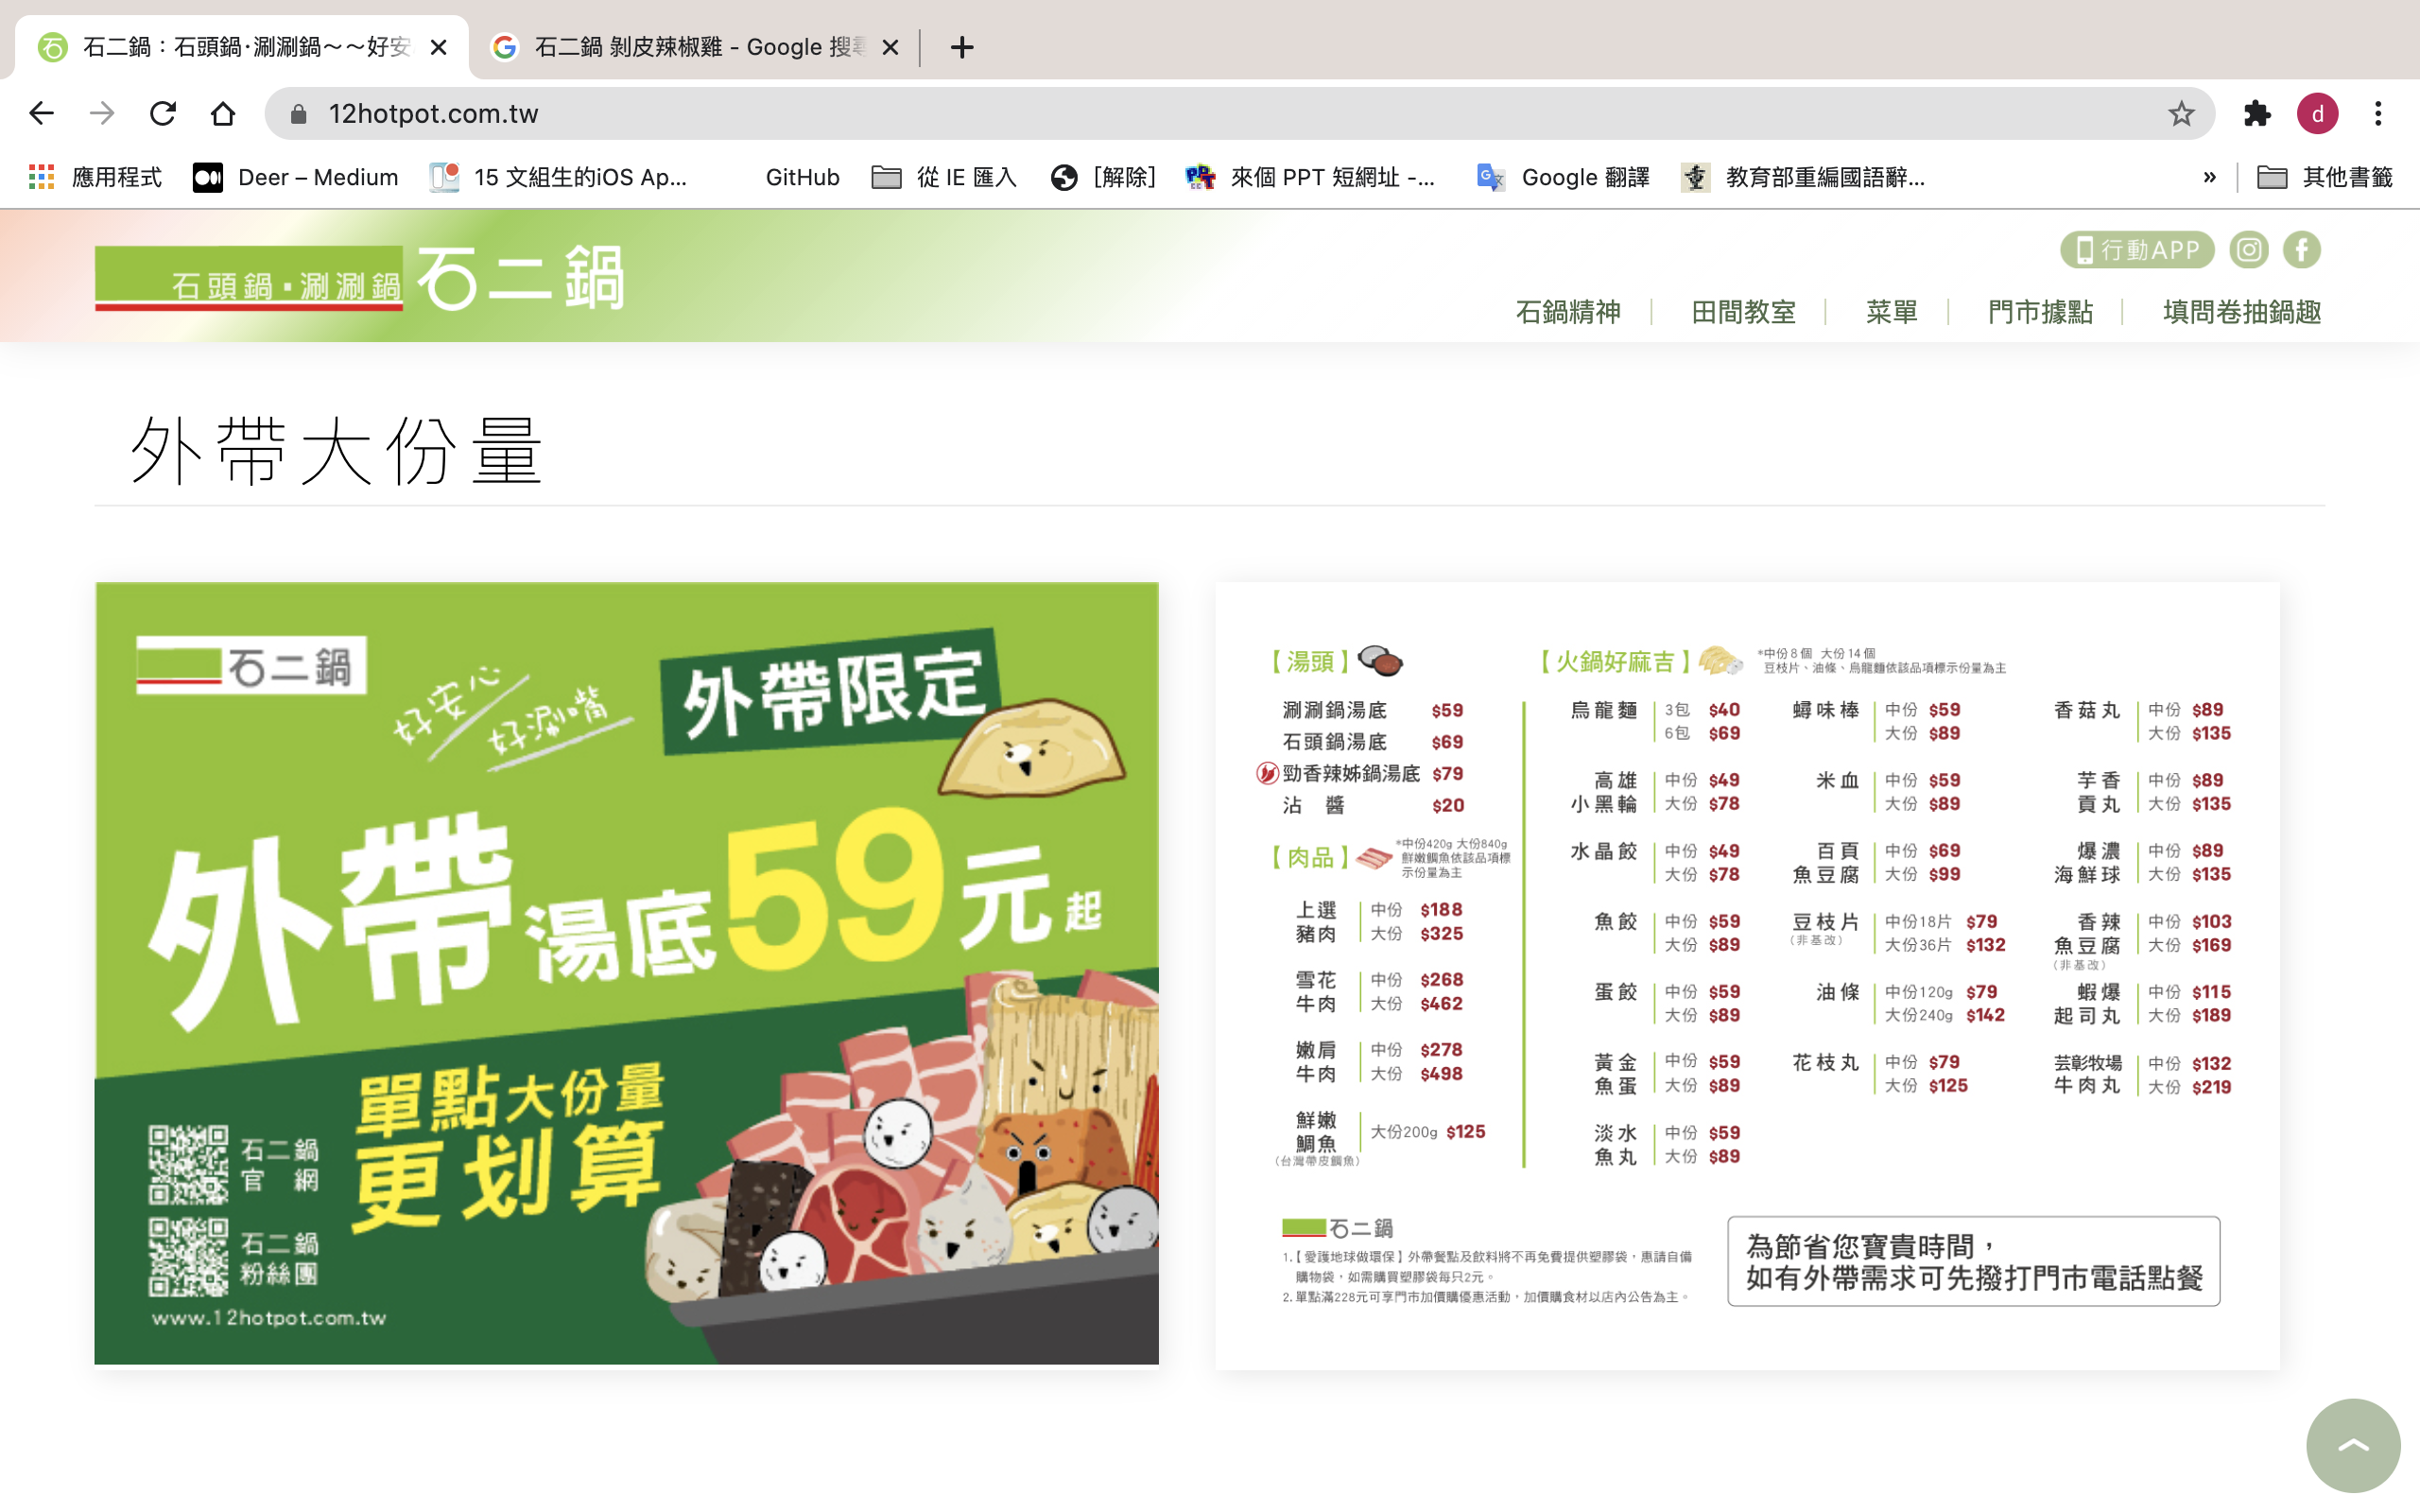 石二鍋：石頭鍋･涮涮鍋～～好安
石二鍋 剝皮辣椒雞 - Google 搜尋
12hotpot.com.tw
d
應用程式
Deer – Medium
15 文組生的iOS Ap...
GitHub
從 IE 匯入
[解除]
來個 PPT 短網址 -...
Google 翻譯
教育部重編國語辭...
»
其他書籤
石頭鍋▪涮涮鍋 石二鍋
行動APP
石鍋精神
田間教室
菜單
門市據點
填問卷抽鍋趣
外帶大份量
石二鍋
好安心
好涮嘴
外帶限定
外帶湯底59元起
單點大份量
更划算
石二鍋
官 網
石二鍋
粉絲團
www.12hotpot.com.tw
【湯頭】
涮涮鍋湯底 $59
石頭鍋湯底 $69
勁香辣姊鍋湯底 $79
沾 醬 $20
【肉品】
*中份420g 大份840g
鮮嫩鯛魚依該品項標
示份量為主
上選
豬肉
中份 $188
大份 $325
雪花
牛肉
中份 $268
大份 $462
嫩肩
牛肉
中份 $278
大份 $498
鮮嫩
鯛魚
(台灣帶皮鯛魚)
大份200g $125
【火鍋好麻吉】
*中份8個 大份14個
豆枝片、油條、烏龍麵依該品項標示份量為主
烏龍麵
3包 $40
6包 $69
高雄
小黑輪
中份 $49
大份 $78
水晶餃
中份 $49
大份 $78
魚餃
中份 $59
大份 $89
蛋餃
中份 $59
大份 $89
黃金
魚蛋
中份 $59
大份 $89
淡水
魚丸
中份 $59
大份 $89
蟳味棒
中份 $59
大份 $89
米血
中份 $59
大份 $89
百頁
魚豆腐
中份 $69
大份 $99
豆枝片
(非基改)
中份18片 $79
大份36片 $132
油條
中份120g $79
大份240g $142
花枝丸
中份 $79
大份 $125
香菇丸
中份 $89
大份 $135
芋香
貢丸
中份 $89
大份 $135
爆濃
海鮮球
中份 $89
大份 $135
香辣
魚豆腐
(非基改)
中份 $103
大份 $169
蝦爆
起司丸
中份 $115
大份 $189
芸彰牧場
牛肉丸
中份 $132
大份 $219
石二鍋
1.【愛護地球做環保】外帶餐點及飲料將不再免費提供塑膠袋，惠請自備
購物袋，如需購買塑膠袋每只2元。
2. 單點滿228元可享門市加價購優惠活動，加價購食材以店內公告為主。
為節省您寶貴時間，
如有外帶需求可先撥打門市電話點餐